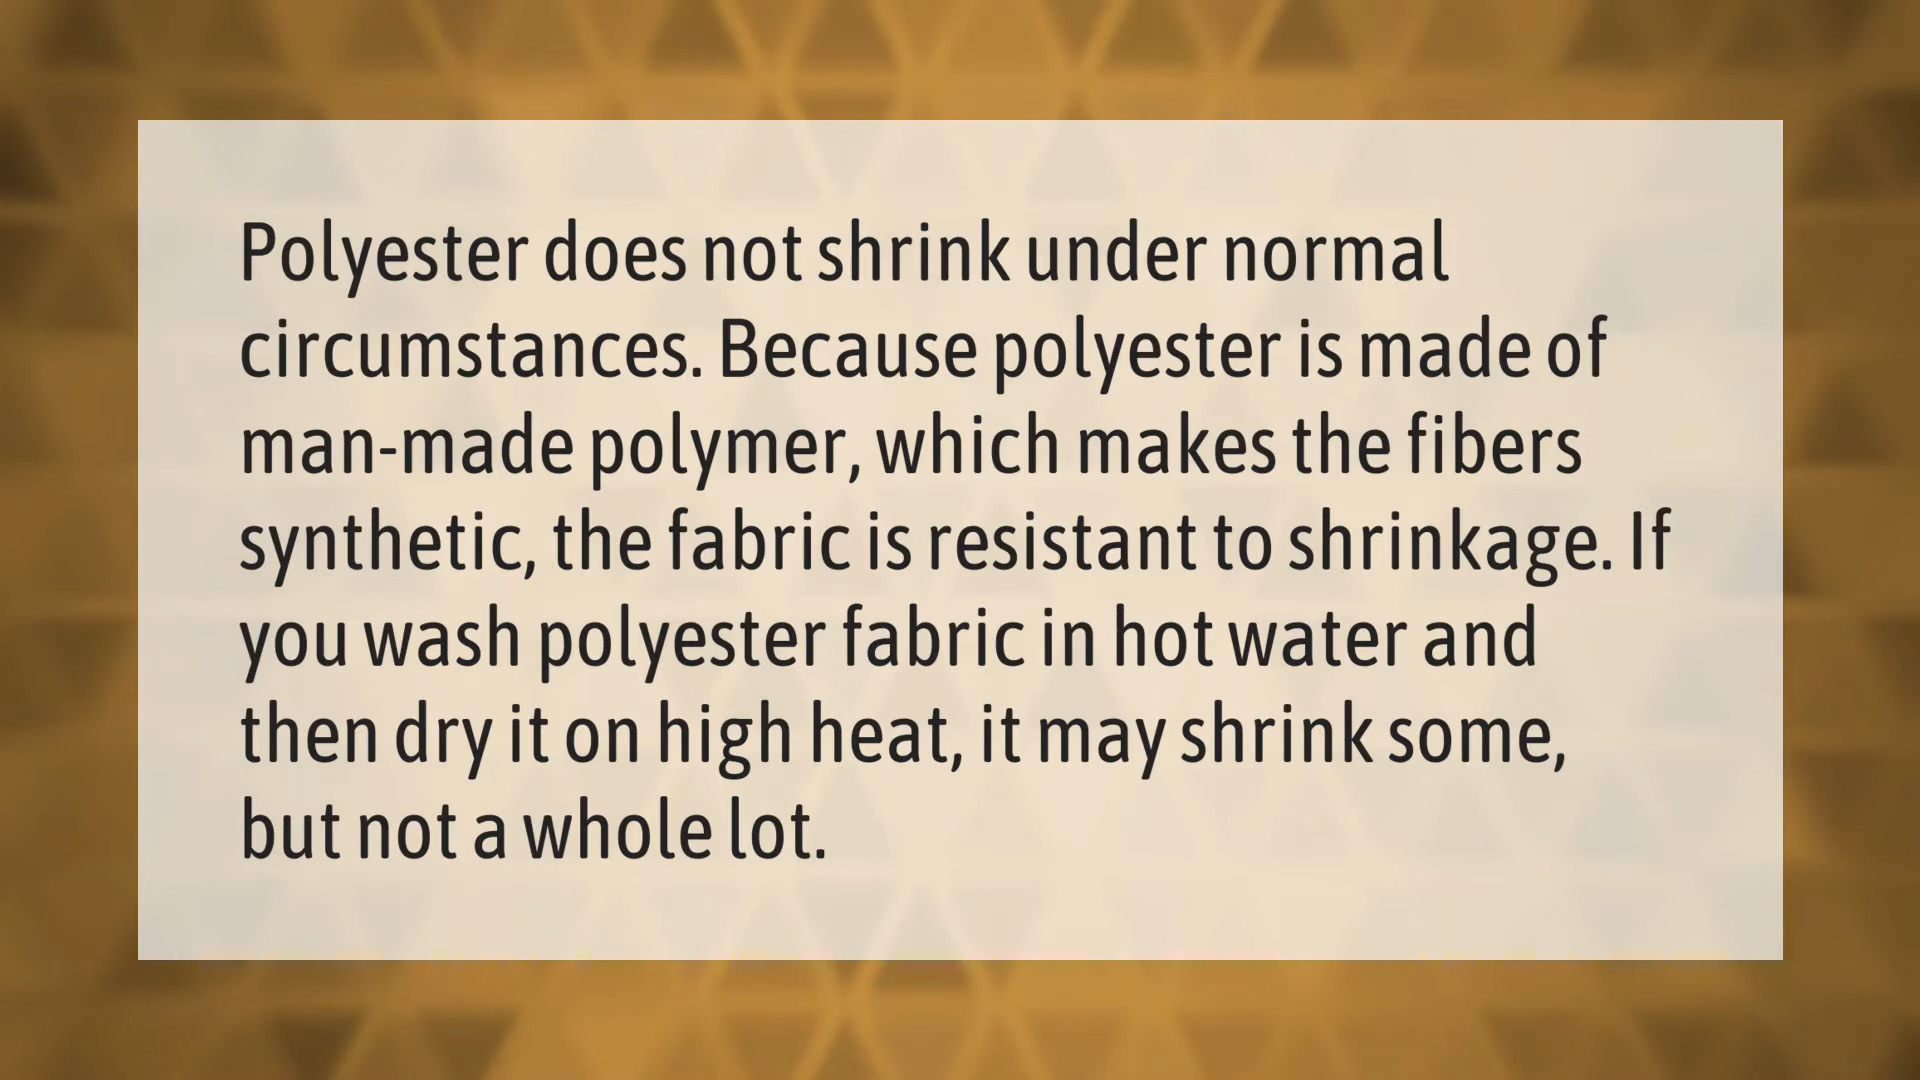 Polyester does not shrink under normal
circumstances. Because polyester is made of
man-made polymer, which makes the fibers
synthetic, the fabric is resistant to shrinkage. If
you wash polyester fabric in hot water and
then dry it on high heat, it may shrink some,
but not a whole lot.